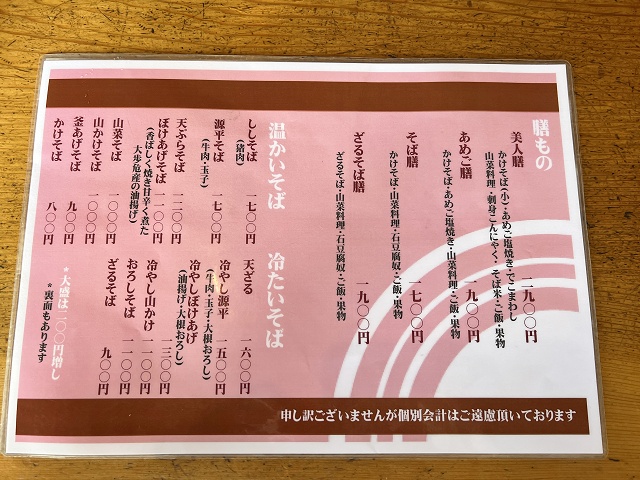 膳もの
美人膳 二九〇〇円
かけそば(小)・あめご塩焼き・でこまわし
山菜料理・刺身こんにゃく・そば米・ご飯・果物
あめご膳 一九〇〇円
かけそば・あめご塩焼き・山菜料理・ご飯・果物
そば膳 一七〇〇円
かけそば・山菜料理・石豆腐奴・ご飯・果物
ざるそば膳 一九〇〇円
ざるそば・山菜料理・石豆腐奴・ご飯・果物
温かいそば
ししそば 一七〇〇円
(猪肉)
源平そば 一七〇〇円
(牛肉・玉子)
天ぷらそば 一二〇〇円
ぼけあげそば 一一〇〇円
(香ばしく焼き甘辛く煮た
大歩危産の油揚げ)
山菜そば 一〇〇〇円
山かけそば 一〇〇〇円
釜あげそば 九〇〇円
かけそば 八〇〇円
冷たいそば
天ざる 一六〇〇円
冷やし源平 一五〇〇円
(牛肉・玉子・大根おろし)
冷やしぼけあげ 一三〇〇円
(油揚げ・大根おろし)
冷やし山かけ 一一〇〇円
おろしそば 一一〇〇円
ざるそば 九〇〇円
*大盛は二〇〇円増し
*裏面もあります
申し訳ございませんが個別会計はご遠慮頂いております